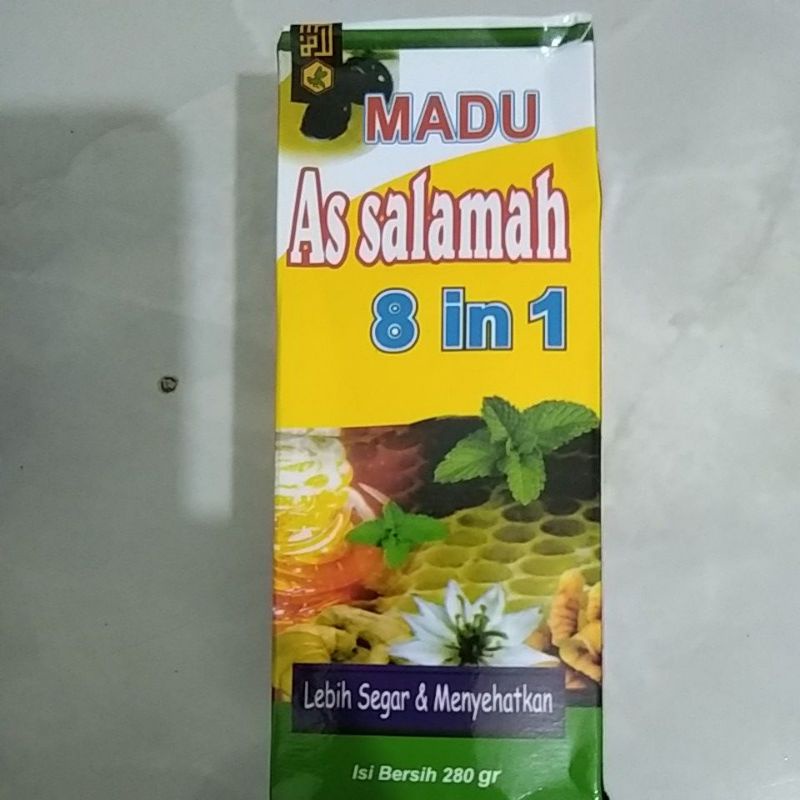 MADU
As salamah
8 in 1
Lebih Segar & Menyehatkan
Isi Bersih 280 gr